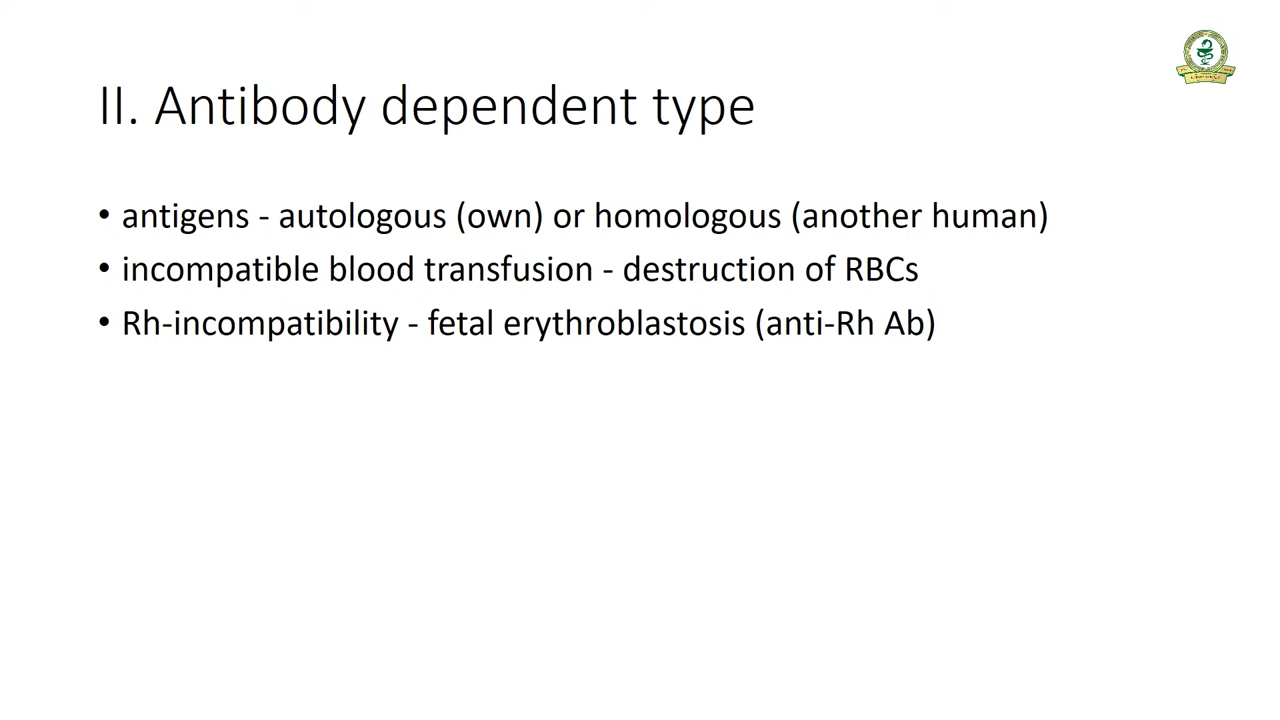 II. Antibody dependent type
• antigens - autologous (own) or homologous (another human)
• incompatible blood transfusion - destruction of RBCs
• Rh-incompatibility - fetal erythroblastosis (anti-Rh Ab)